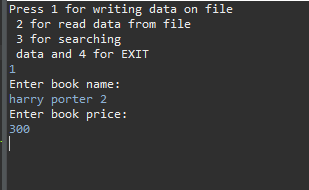 Press 1 for writing data on file
2 for read data from file
3 for searching
data and 4 for EXIT
1
Enter book name:
harry porter 2
Enter book price:
300